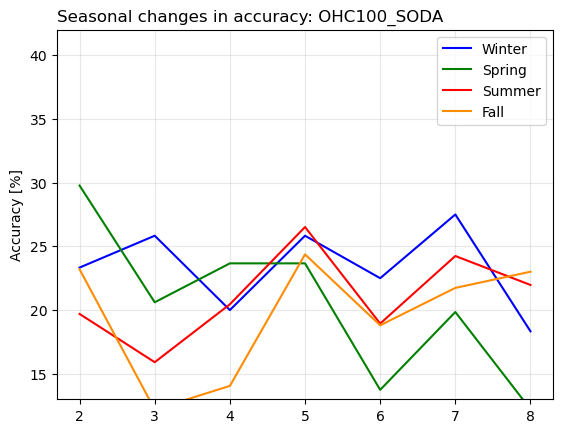 Seasonal changes in accuracy: OHC100_SODA
Winter
Spring
Summer
Fall
Accuracy [%]
40
35
30
25
20
15
2 3 4 5 6 7 8